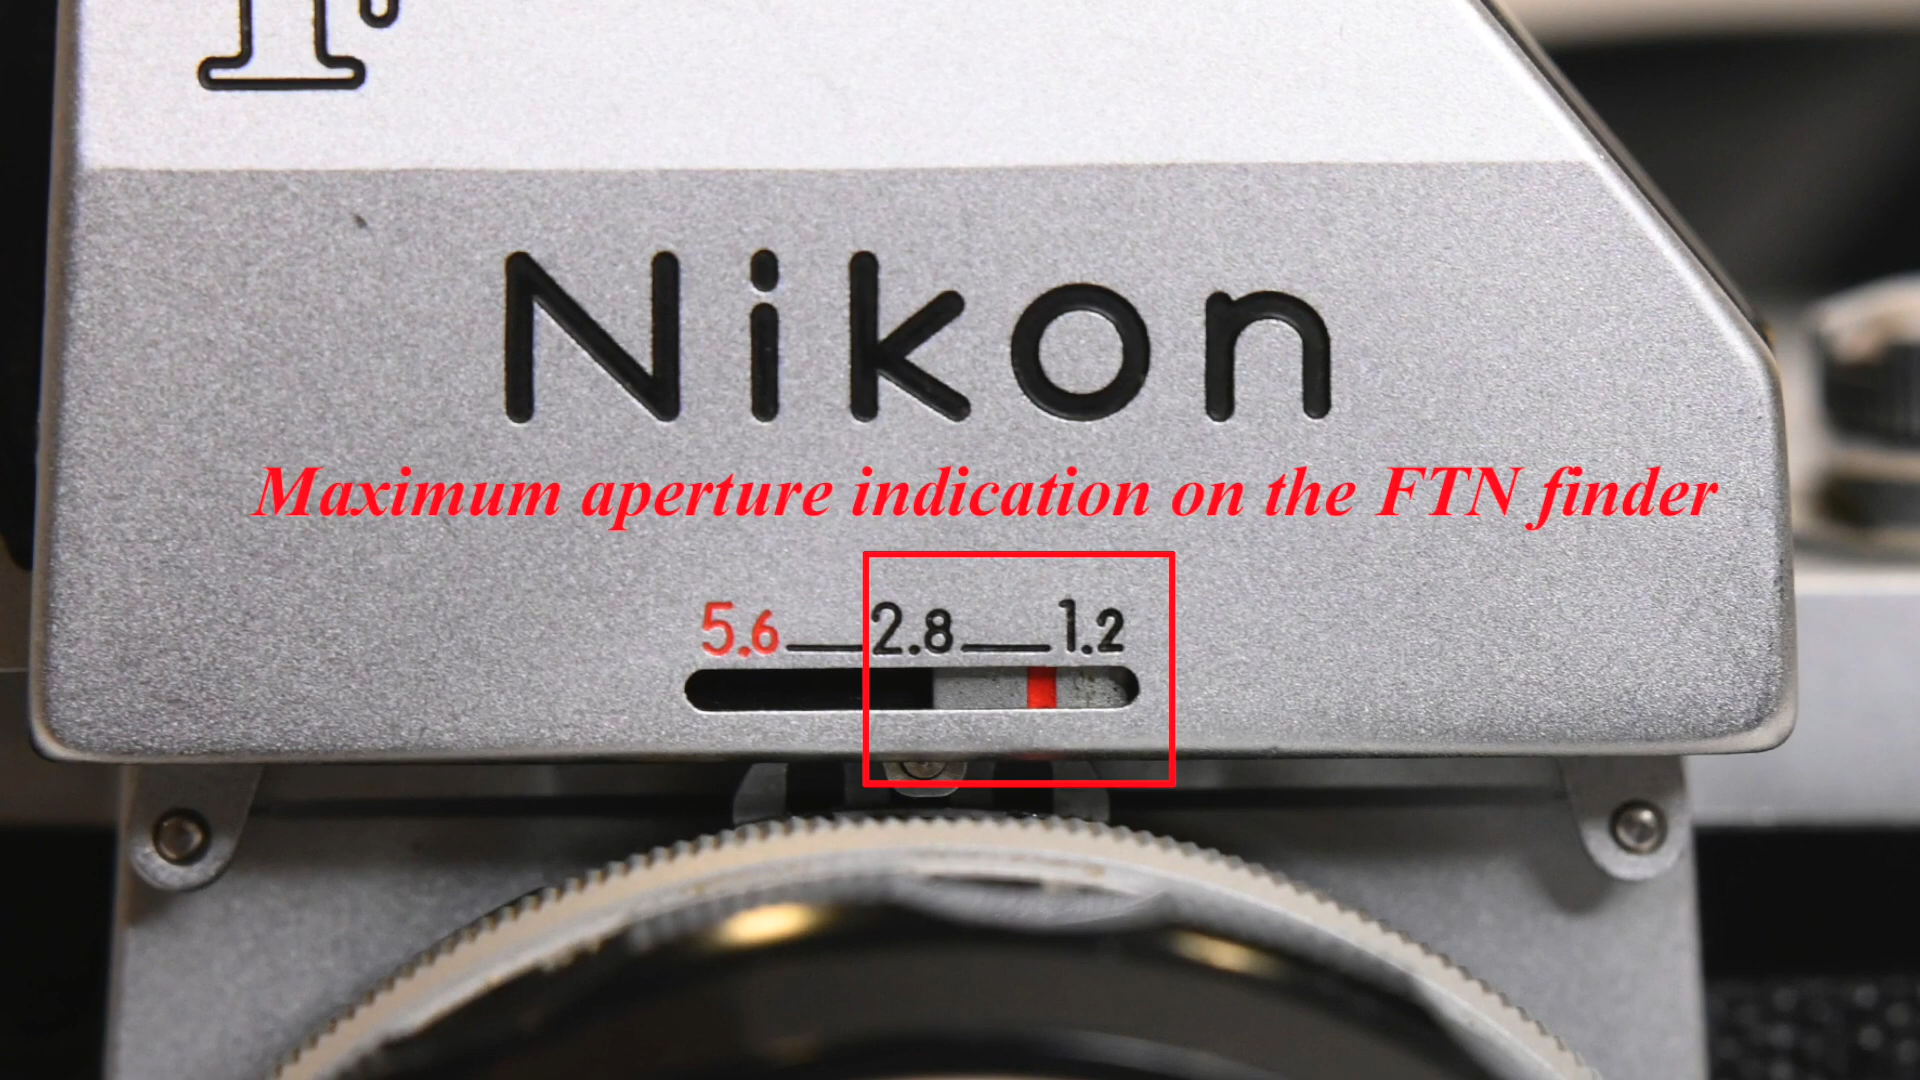 F
Nikon
Maximum aperture indication on the FTN finder
5.6—2.8—1.2